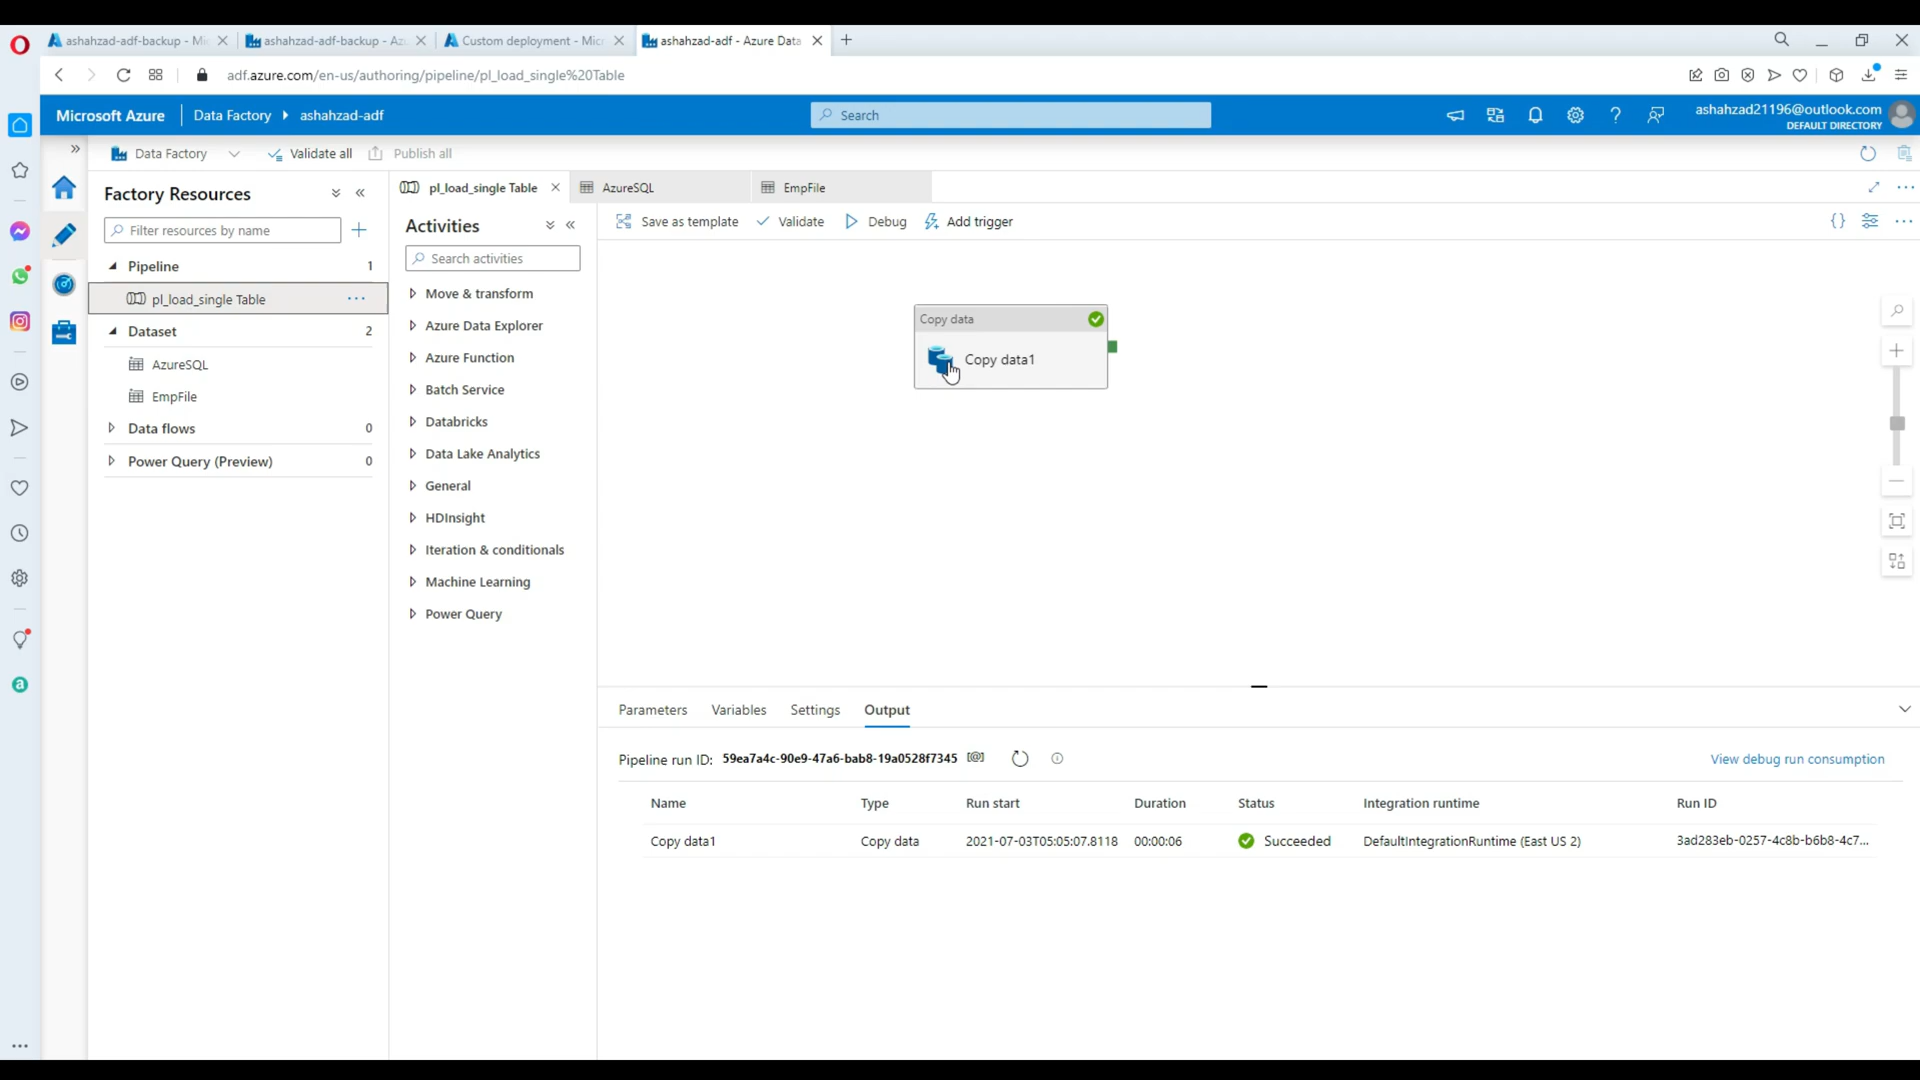 ashahzad-adf-backup - Mi
ashahzad-adf-backup - Az
Custom deployment - Micr
ashahzad-adf - Azure Data
adf.azure.com/en-us/authoring/pipeline/pl_load_single%20Table
Microsoft Azure
Data Factory
ashahzad-adf
Search
ashahzad21196@outlook.com
DEFAULT DIRECTORY
Data Factory
Validate all
Publish all
Factory Resources
Filter resources by name
Pipeline 1
pl_load_single Table
Dataset 2
AzureSQL
EmpFile
Data flows 0
Power Query (Preview) 0
pl_load_single Table
AzureSQL
EmpFile
Activities
Search activities
Move & transform
Azure Data Explorer
Azure Function
Batch Service
Databricks
Data Lake Analytics
General
HDInsight
Iteration & conditionals
Machine Learning
Power Query
Save as template
Validate
Debug
Add trigger
Copy data
Copy data1
Parameters Variables Settings Output
Pipeline run ID: 59ea7a4c-90e9-47a6-bab8-19a0528f7345
View debug run consumption
Name Type Run start Duration Status Integration runtime Run ID
Copy data1 Copy data 2021-07-03T05:05:07.8118 00:00:06 Succeeded DefaultIntegrationRuntime (East US 2) 3ad283eb-0257-4c8b-b6b8-4c7...